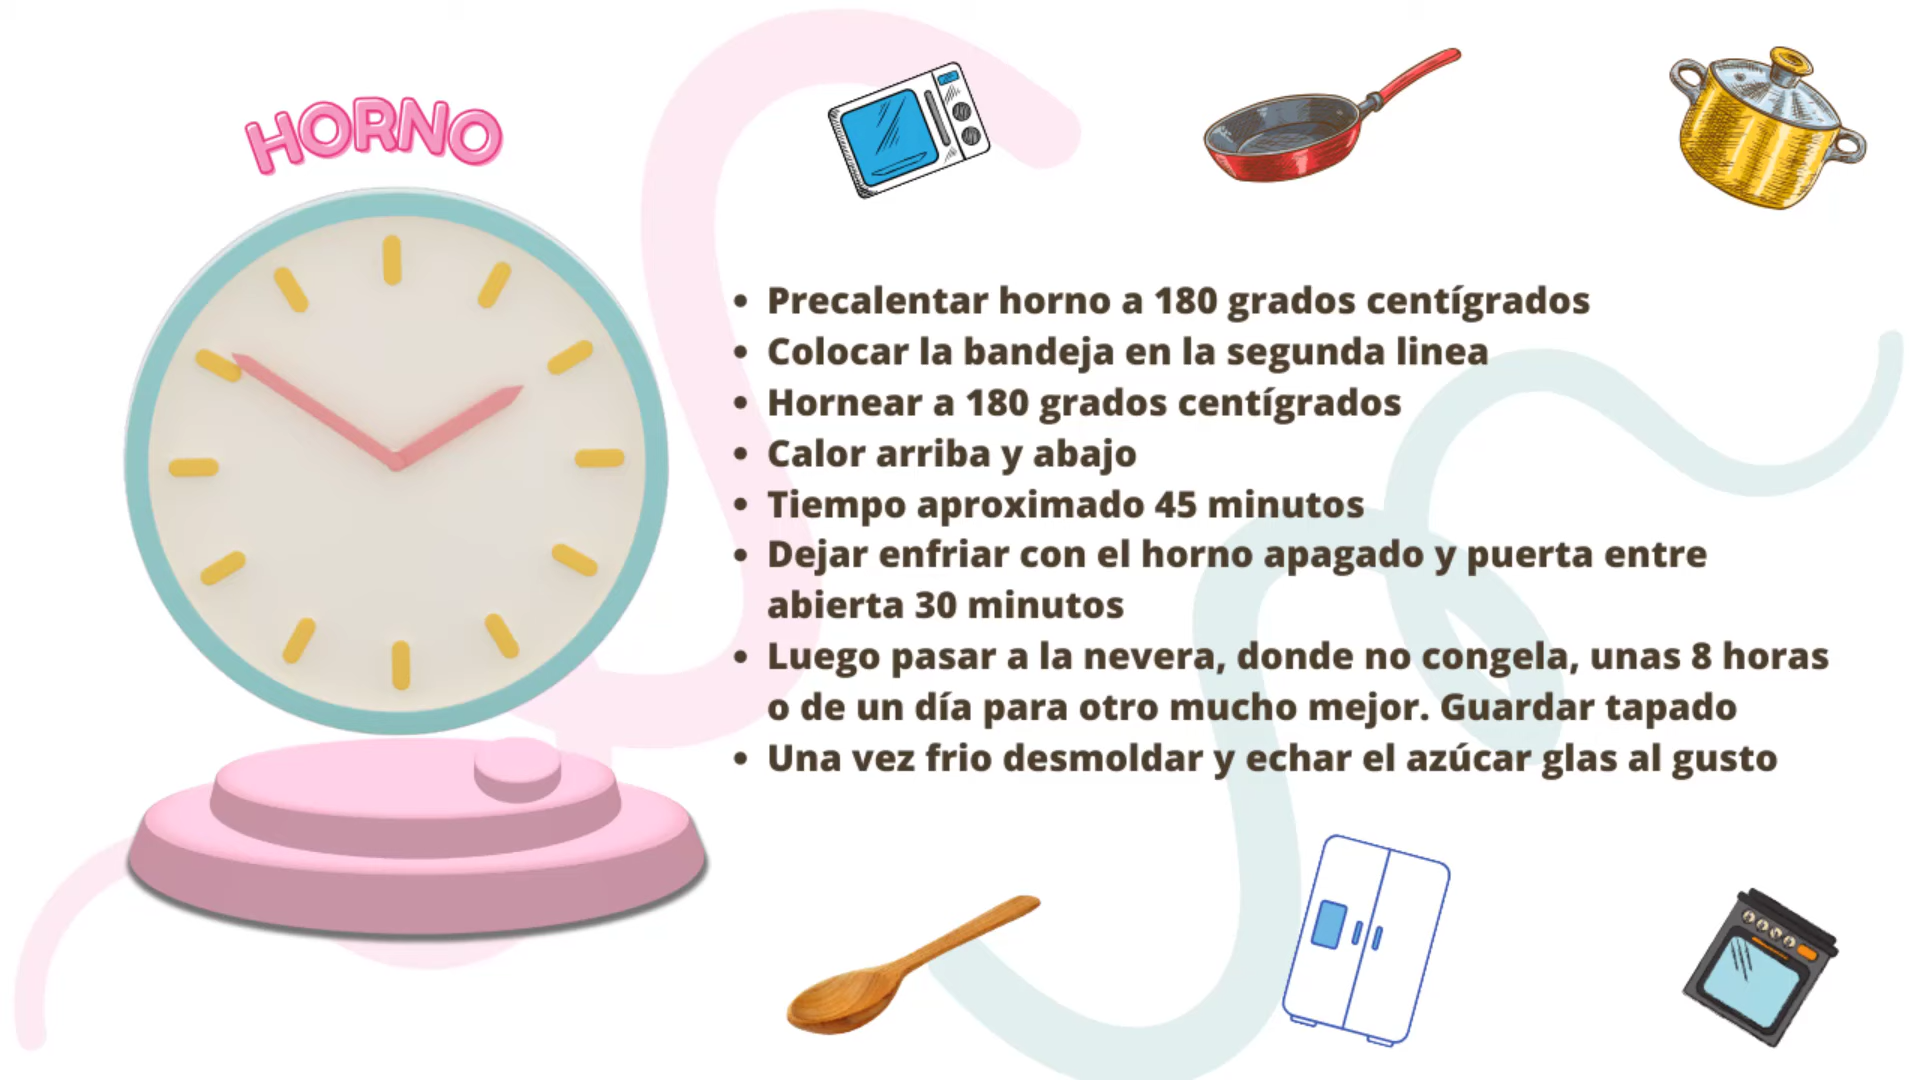 HORNO
• Precalentar horno a 180 grados centígrados
• Colocar la bandeja en la segunda linea
• Hornear a 180 grados centígrados
• Calor arriba y abajo
• Tiempo aproximado 45 minutos
• Dejar enfriar con el horno apagado y puerta entre
abierta 30 minutos
• Luego pasar a la nevera, donde no congela, unas 8 horas
o de un día para otro mucho mejor. Guardar tapado
• Una vez frio desmoldar y echar el azúcar glas al gusto